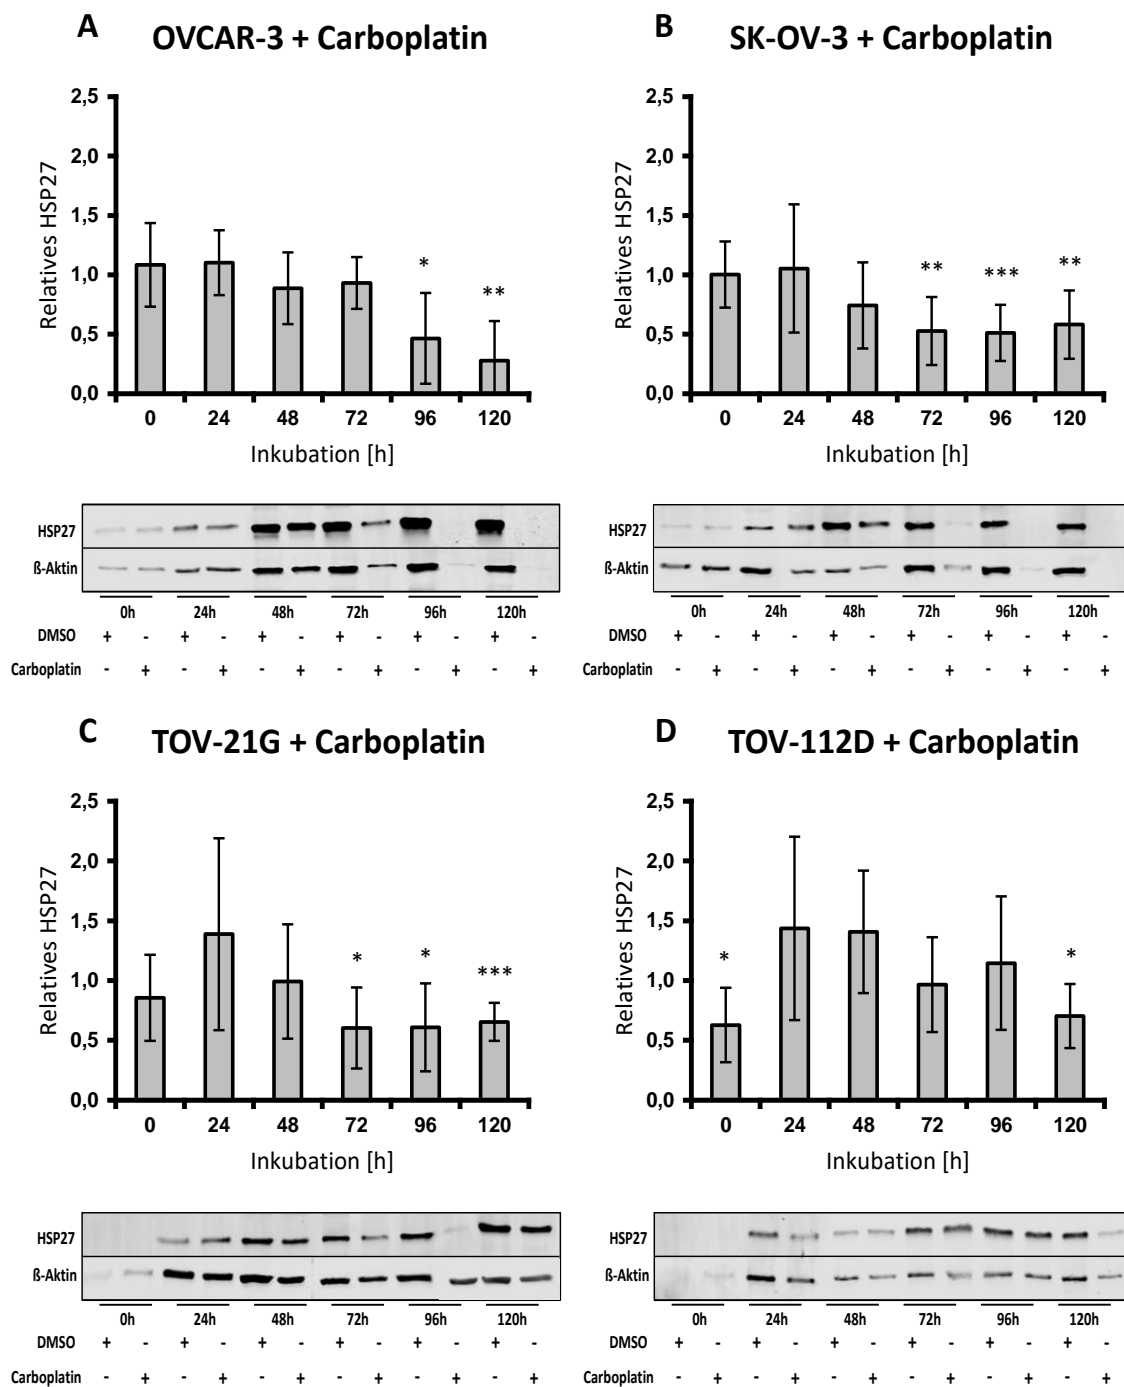 A
OVCAR-3 + Carboplatin
2,5
2,0
1,5
1,0
0,5
0,0
Relatives HSP27
*
**
0 24 48 72 96 120
Inkubation [h]
HSP27
ß-Aktin
0h 24h 48h 72h 96h 120h
DMSO + - + - + - + - + - + -
Carboplatin - + - + - + - + - + - +
B
SK-OV-3 + Carboplatin
2,5
2,0
1,5
1,0
0,5
0,0
Relatives HSP27
** *** **
0 24 48 72 96 120
Inkubation [h]
HSP27
ß-Aktin
0h 24h 48h 72h 96h 120h
DMSO + - + - + - + - + - + -
Carboplatin - + - + - + - + - + - +
C
TOV-21G + Carboplatin
2,5
2,0
1,5
1,0
0,5
0,0
Relatives HSP27
* * ***
0 24 48 72 96 120
Inkubation [h]
HSP27
ß-Aktin
0h 24h 48h 72h 96h 120h
DMSO + - + - + - + - + - + -
Carboplatin - + - + - + - + - + - +
D
TOV-112D + Carboplatin
2,5
2,0
1,5
1,0
0,5
0,0
Relatives HSP27
* *
0 24 48 72 96 120
Inkubation [h]
HSP27
ß-Aktin
0h 24h 48h 72h 96h 120h
DMSO + - + - + - + - + - + -
Carboplatin - + - + - + - + - + - +